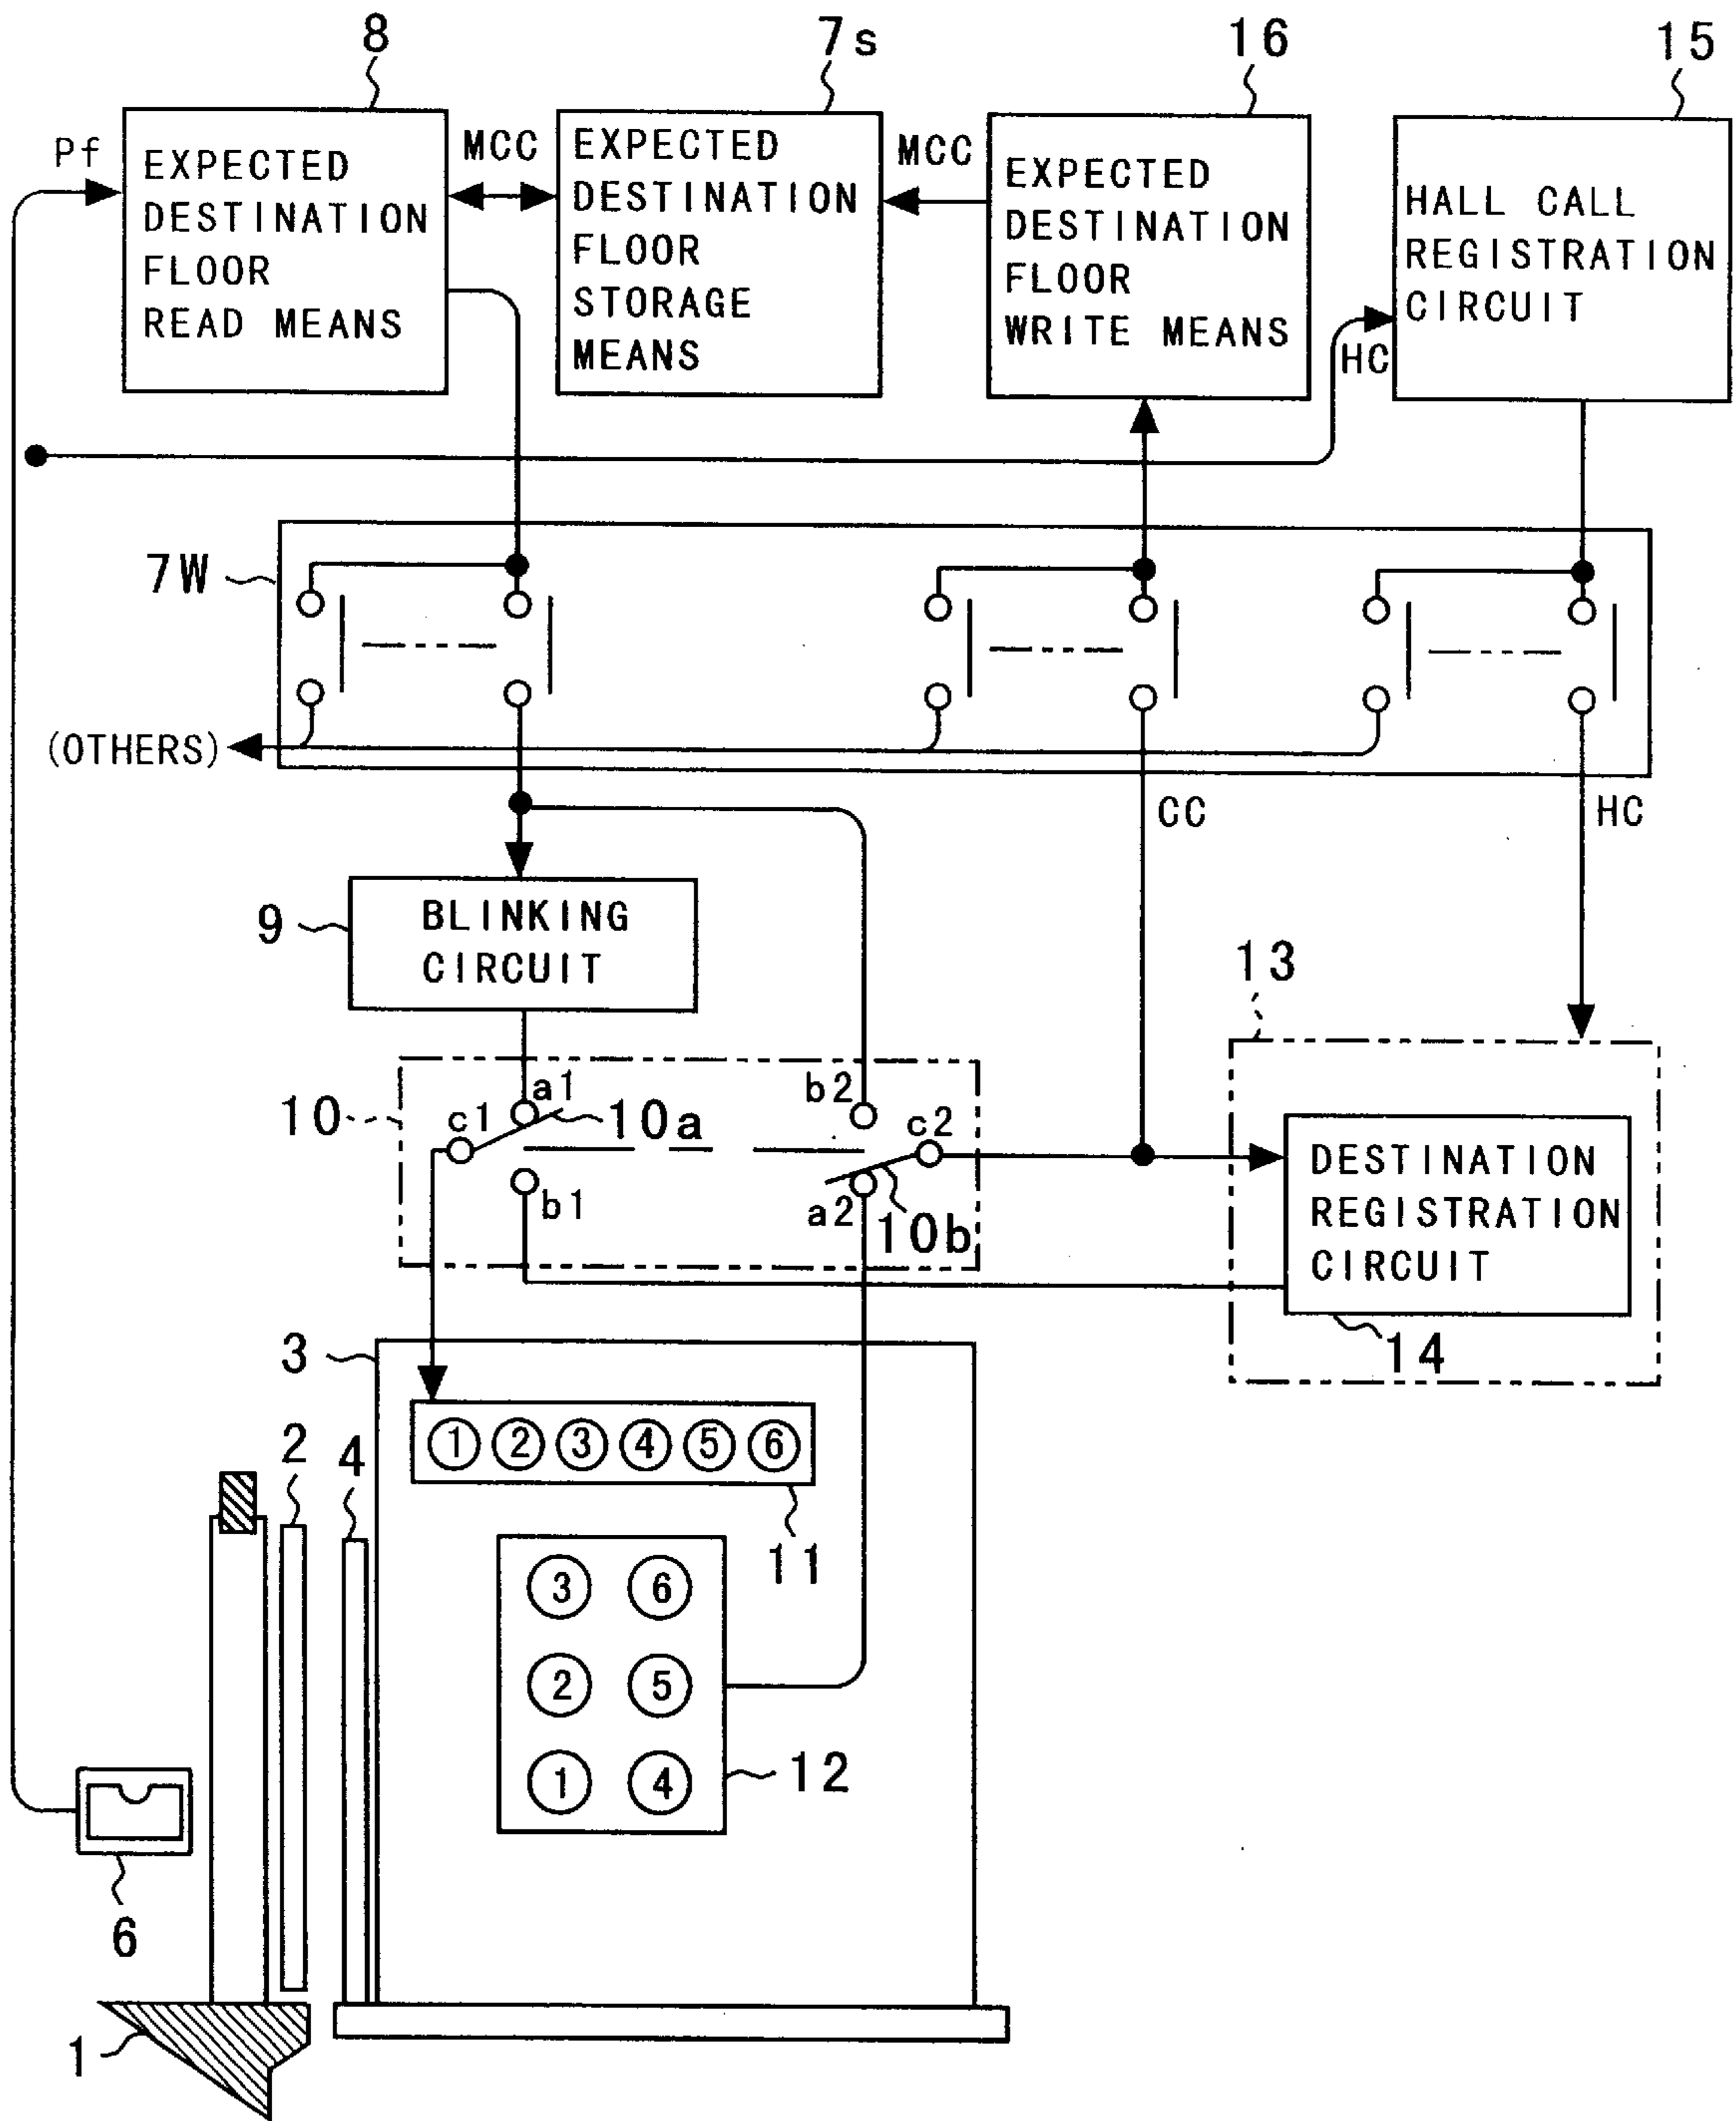 8
7s
16
15
Pf
EXPECTED
DESTINATION
FLOOR
READ MEANS
MCC
EXPECTED
DESTINATION
FLOOR
STORAGE
MEANS
MCC
EXPECTED
DESTINATION
FLOOR
WRITE MEANS
HALL CALL
REGISTRATION
CIRCUIT
HC
7W
(OTHERS)
CC
HC
9
BLINKING
CIRCUIT
13
10
c1
a1
10a
b1
b2
c2
a2
10b
DESTINATION
REGISTRATION
CIRCUIT
14
3
2
4
1 2 3 4 5 6
11
3 6
2 5
1 4
12
6
1